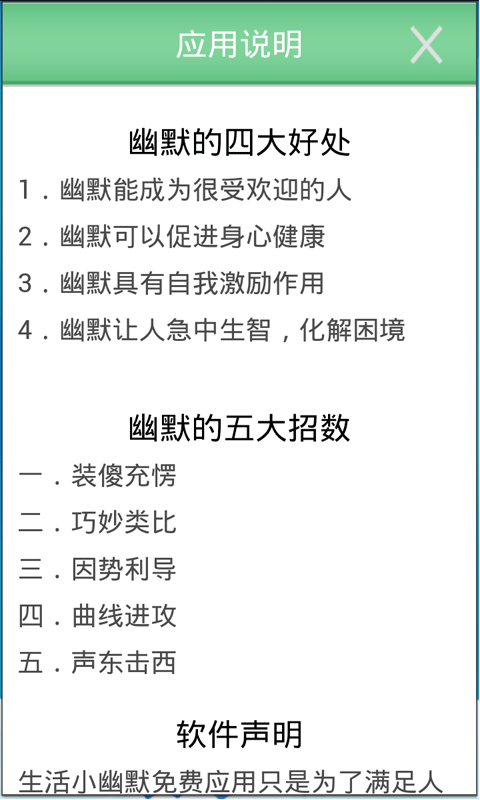 应用说明
幽默的四大好处
1．幽默能成为很受欢迎的人
2．幽默可以促进身心健康
3．幽默具有自我激励作用
4．幽默让人急中生智，化解困境
幽默的五大招数
一．装傻充愣
二．巧妙类比
三．因势利导
四．曲线进攻
五．声东击西
软件声明
生活小幽默免费应用只是为了满足人